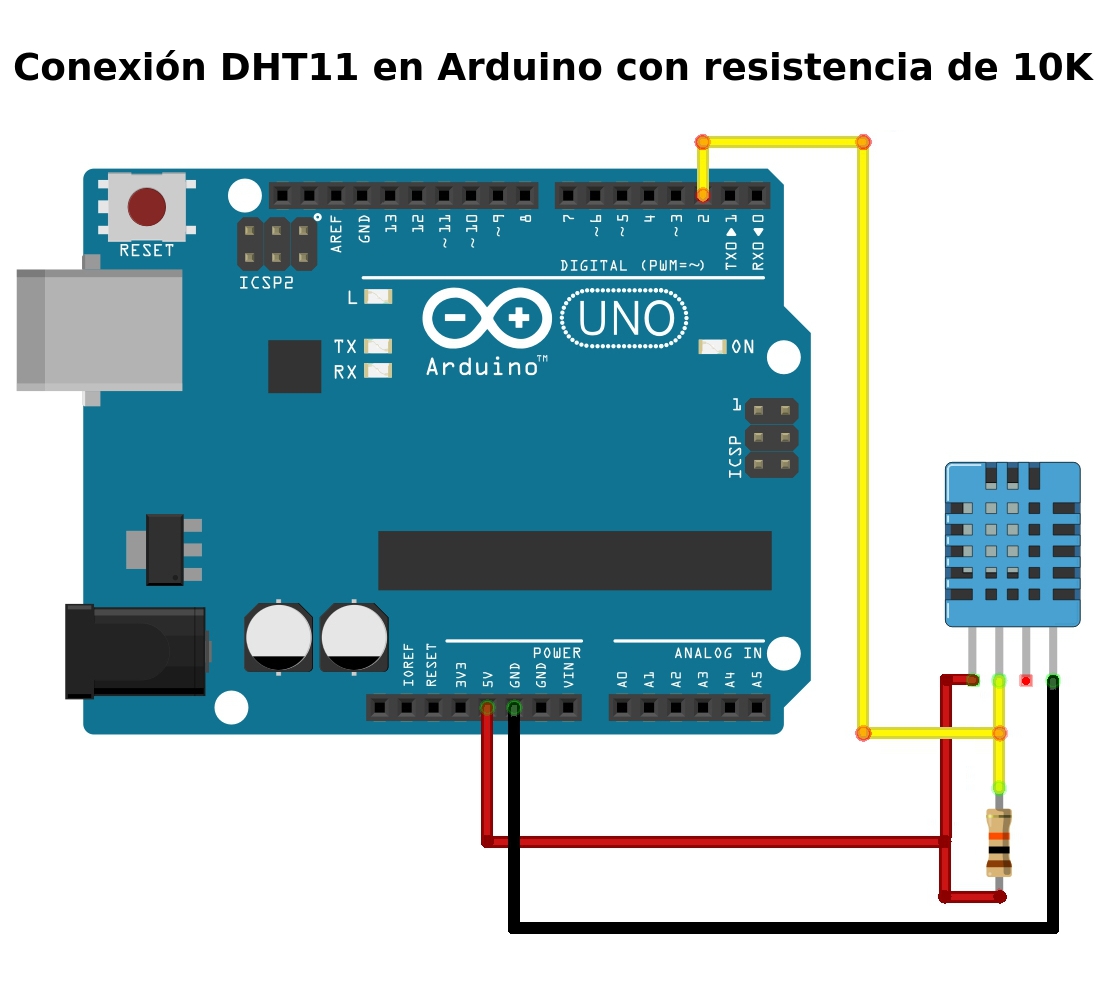 Conexión DHT11 en Arduino con resistencia de 10K
RESET
ICSP2
AREF
GND
13
12
~11
~10
~9
8
7
~6
~5
4
~3
2
TXO▶1
RXO◀0
DIGITAL (PWM=~)
L
TX
RX
Arduino™
UNO
ON
1
ICSP
POWER
ANALOG IN
IOREF
RESET
3V3
5V
GND
GND
VIN
A0
A1
A2
A3
A4
A5